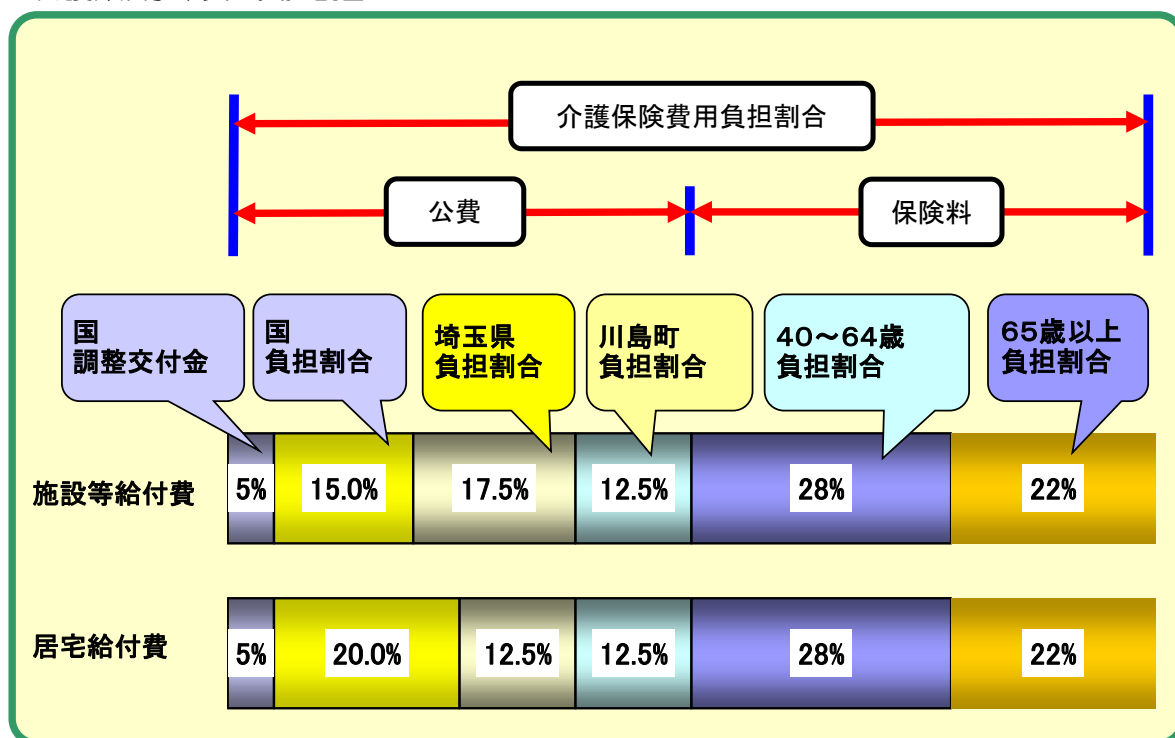 介護保険費用負担割合
公費
保険料
国
調整交付金
国
負担割合
埼玉県
負担割合
川島町
負担割合
40～64歳
負担割合
65歳以上
負担割合
施設等給付費
5%
15.0%
17.5%
12.5%
28%
22%
居宅給付費
5%
20.0%
12.5%
12.5%
28%
22%